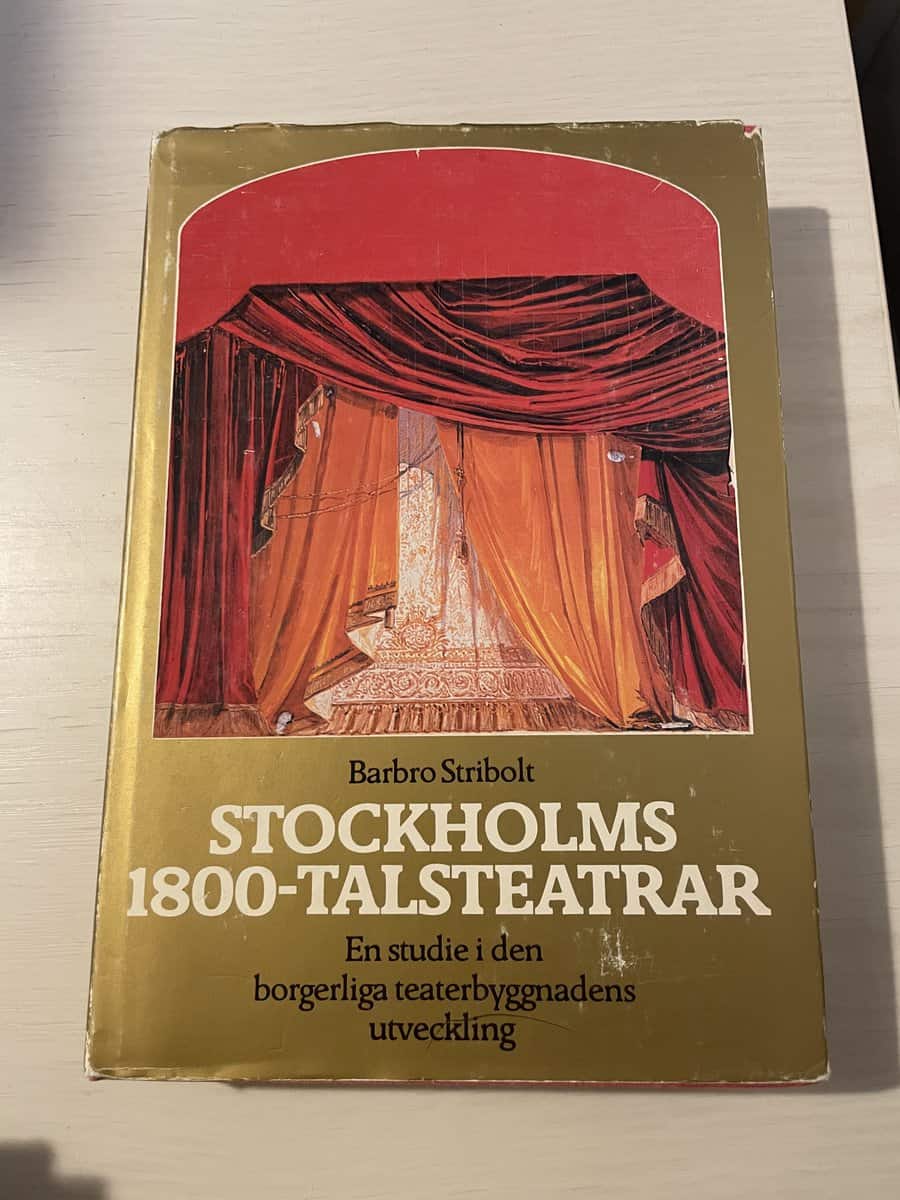 Barbro Stribolt
STOCKHOLMS
1800-TALSTEATRAR
En studie i den
borgerliga teaterbyggnadens
utveckling